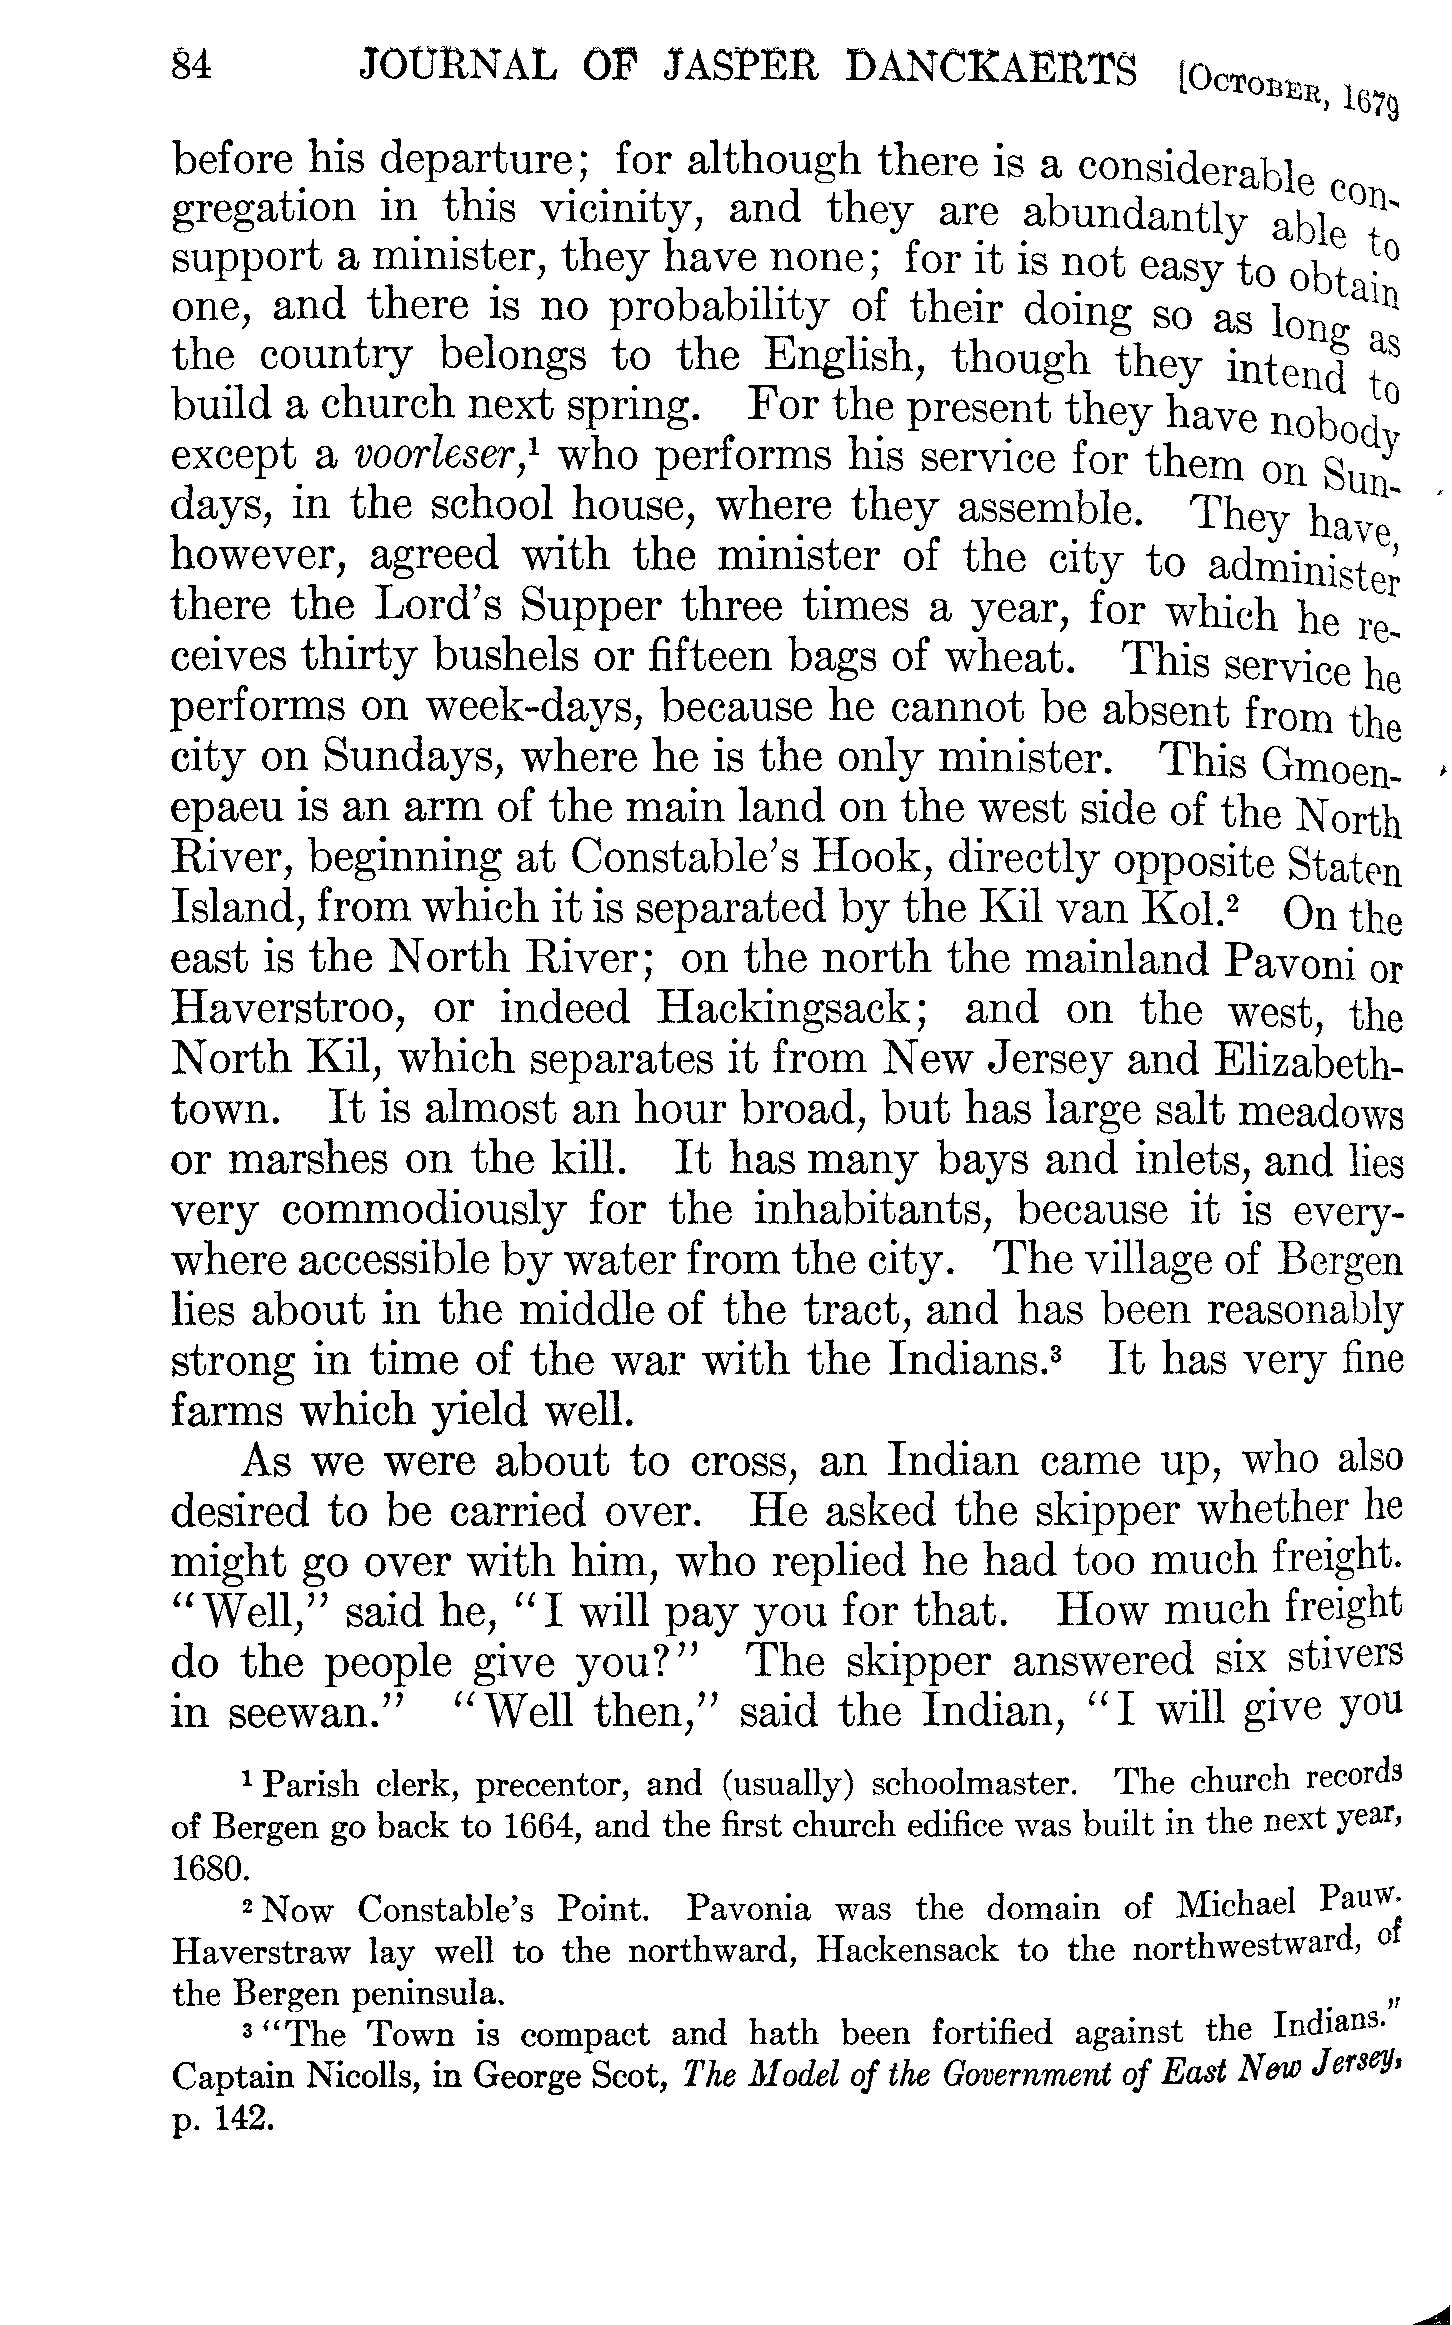 84 JOURNAL OF JASPER DANCKAERTS [OCTOBER, 1679
before his departure; for although there is a considerable con-
gregation in this vicinity, and they are abundantly able to
support a minister, they have none; for it is not easy to obtain
one, and there is no probability of their doing so as long as
the country belongs to the English, though they intend to
build a church next spring. For the present they have nobody
except a voorleser,¹ who performs his service for them on Sun-
days, in the school house, where they assemble. They have,
however, agreed with the minister of the city to administer
there the Lord's Supper three times a year, for which he re-
ceives thirty bushels or fifteen bags of wheat. This service he
performs on week-days, because he cannot be absent from the
city on Sundays, where he is the only minister. This Gmoen-
epaeu is an arm of the main land on the west side of the North
River, beginning at Constable's Hook, directly opposite Staten
Island, from which it is separated by the Kil van Kol.² On the
east is the North River; on the north the mainland Pavoni or
Haverstroo, or indeed Hackingsack; and on the west, the
North Kil, which separates it from New Jersey and Elizabeth-
town. It is almost an hour broad, but has large salt meadows
or marshes on the kill. It has many bays and inlets, and lies
very commodiously for the inhabitants, because it is every-
where accessible by water from the city. The village of Bergen
lies about in the middle of the tract, and has been reasonably
strong in time of the war with the Indians.³ It has very fine
farms which yield well.
As we were about to cross, an Indian came up, who also
desired to be carried over. He asked the skipper whether he
might go over with him, who replied he had too much freight.
"Well," said he, "I will pay you for that. How much freight
do the people give you?" The skipper answered six stivers
in seewan." "Well then," said the Indian, "I will give you
¹ Parish clerk, precentor, and (usually) schoolmaster. The church records
of Bergen go back to 1664, and the first church edifice was built in the next year,
1680.
² Now Constable's Point. Pavonia was the domain of Michael Pauw.
Haverstraw lay well to the northward, Hackensack to the northwestward, of
the Bergen peninsula.
³ "The Town is compact and hath been fortified against the Indians."
Captain Nicolls, in George Scot, The Model of the Government of East New Jersey,
p. 142.